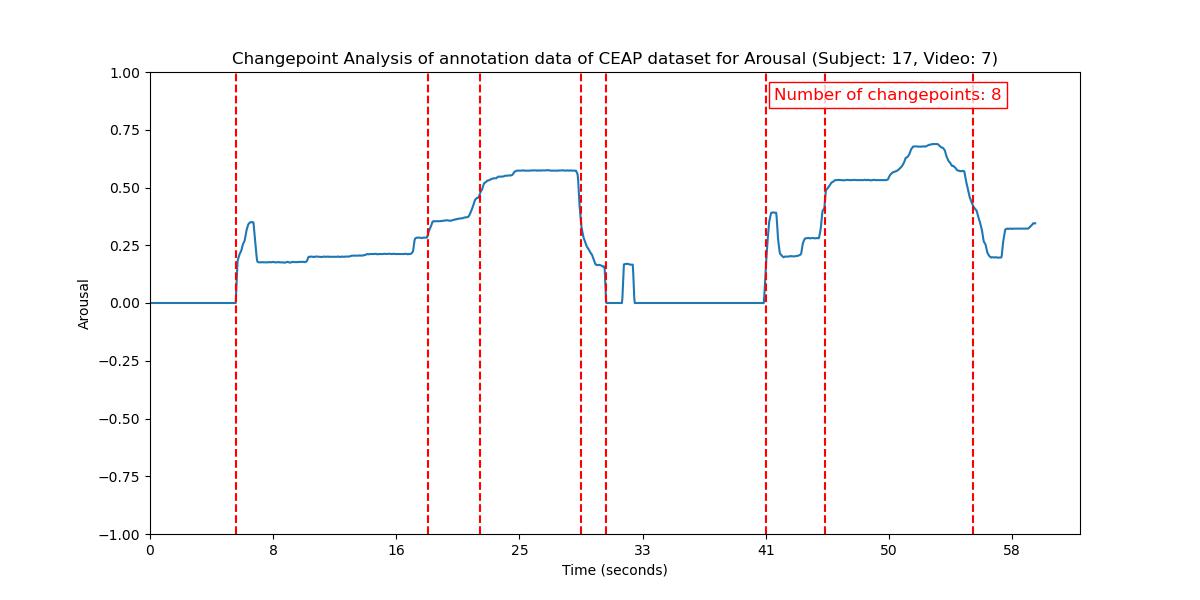 Changepoint Analysis of annotation data of CEAP dataset for Arousal (Subject: 17, Video: 7)
Number of changepoints: 8
1.00
0.75
0.50
0.25
0.00
−0.25
−0.50
−0.75
−1.00
Arousal
0 8 16 25 33 41 50 58
Time (seconds)